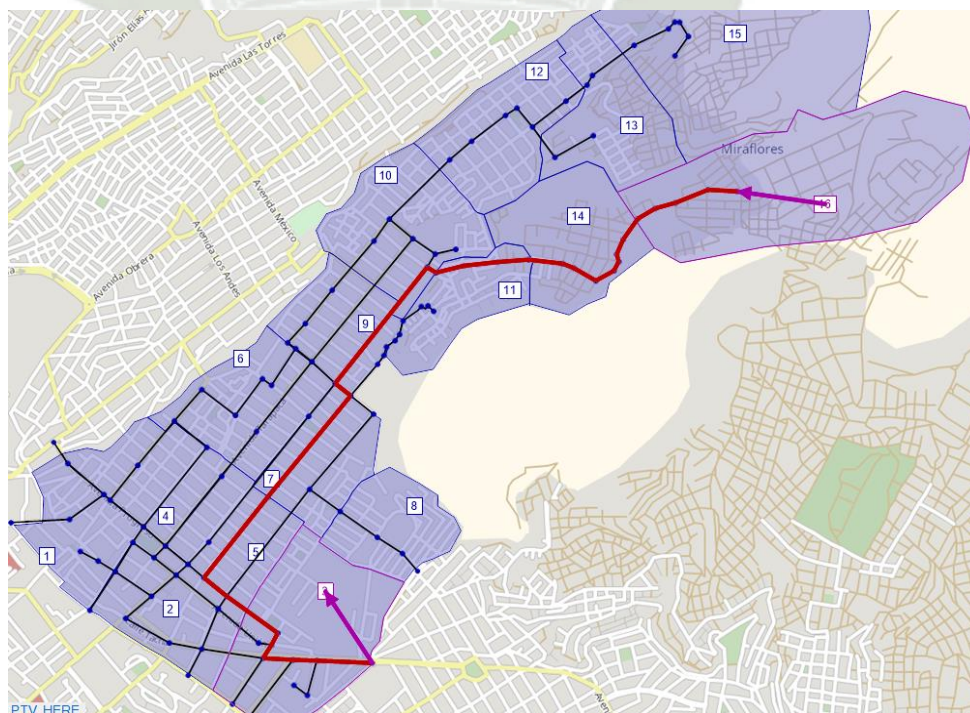 Jirón Elías A
Avenida Las Torres
15
12
13
Miraflores
10
Avenida México
16
14
Avenida Los Andes
Avenida Obrera
11
9
6
7
8
4
5
1
3
2
Aven
PTV, HERE